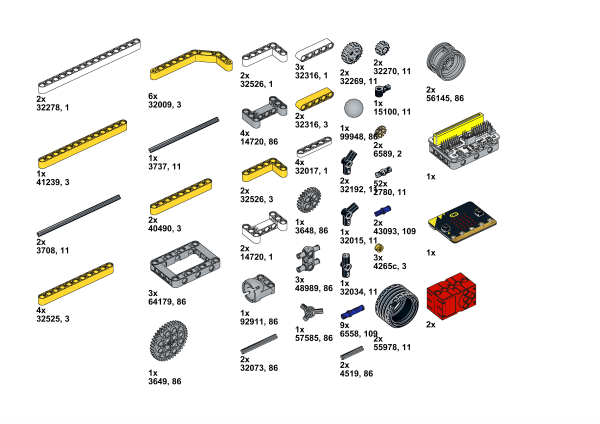 2x
32278, 1
1x
41239, 3
2x
3708, 11
4x
32525, 3
6x
32009, 3
1x
3737, 11
2x
40490, 3
3x
64179, 86
1x
3649, 86
2x
32526, 1
4x
14720, 86
2x
32526, 3
2x
14720, 1
1x
92911, 86
2x
32073, 86
3x
32316, 1
2x
32316, 3
4x
32017, 1
1x
3648, 86
3x
48989, 86
1x
57585, 86
2x
32269, 11
1x
99948, 86
2x
32192, 11
1x
32015, 11
1x
32034, 11
9x
6558, 109
2x
4519, 86
2x
32270, 11
1x
15100, 11
2x
6589, 2
52x
2780, 11
2x
43093, 109
3x
4265c, 3
2x
55978, 11
2x
56145, 86
1x
1x
2x